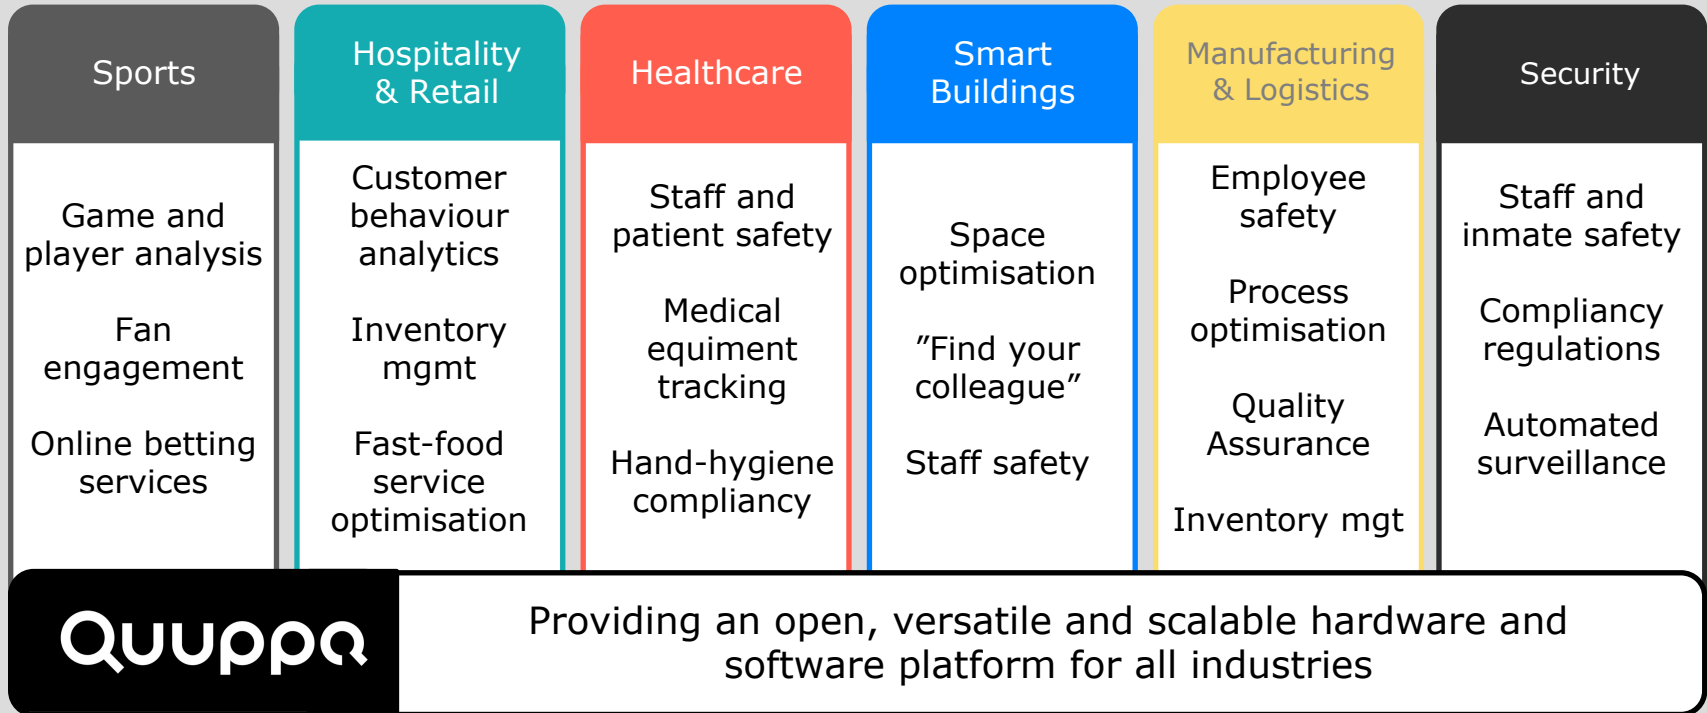 Sports
Game and
player analysis
Fan
engagement
Online betting
services
Hospitality
& Retail
Customer
behaviour
analytics
Inventory
mgmt
Fast-food
service
optimisation
Healthcare
Staff and
patient safety
Medical
equiment
tracking
Hand-hygiene
compliancy
Smart
Buildings
Space
optimisation
”Find your
colleague”
Staff safety
Manufacturing
& Logistics
Employee
safety
Process
optimisation
Quality
Assurance
Inventory mgt
Security
Staff and
inmate safety
Compliancy
regulations
Automated
surveillance
Quuppa
Providing an open, versatile and scalable hardware and
software platform for all industries